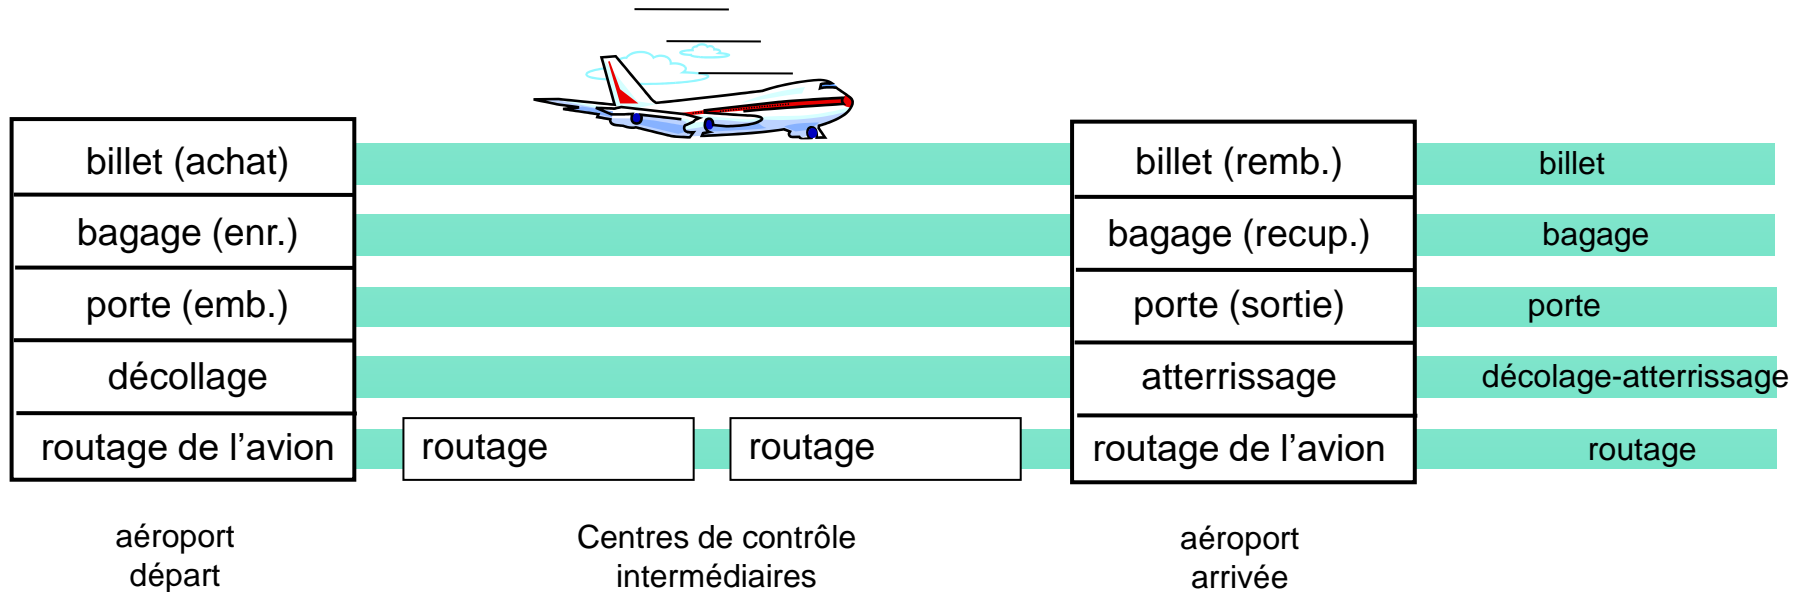 billet (achat)
billet (remb.)
billet
bagage (enr.)
bagage (recup.)
bagage
porte (emb.)
porte (sortie)
porte
décollage
atterrissage
décolage-atterrissage
routage de l’avion
routage
routage
routage de l’avion
routage
aéroport
départ
Centres de contrôle
intermédiaires
aéroport
arrivée